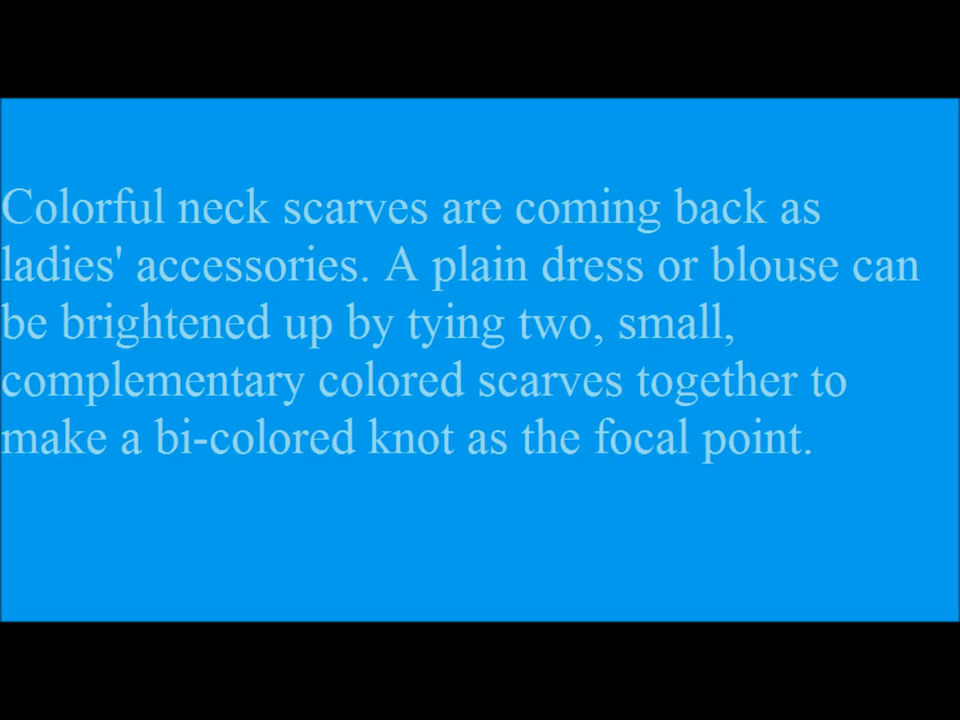 Colorful neck scarves are coming back as
ladies' accessories. A plain dress or blouse can
be brightened up by tying two, small,
complementary colored scarves together to
make a bi-colored knot as the focal point.